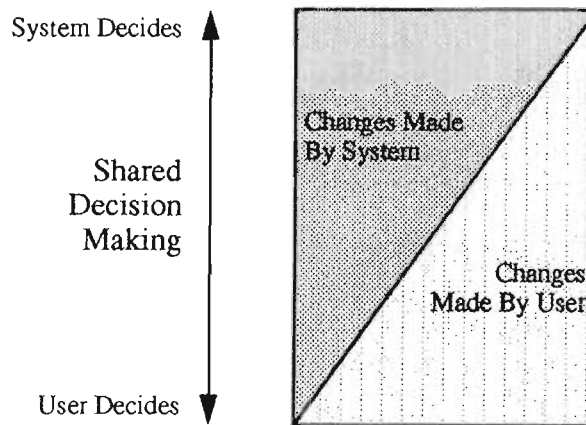 System Decides
Shared
Decision
Making
User Decides
Changes Made
By System
Changes
Made By User